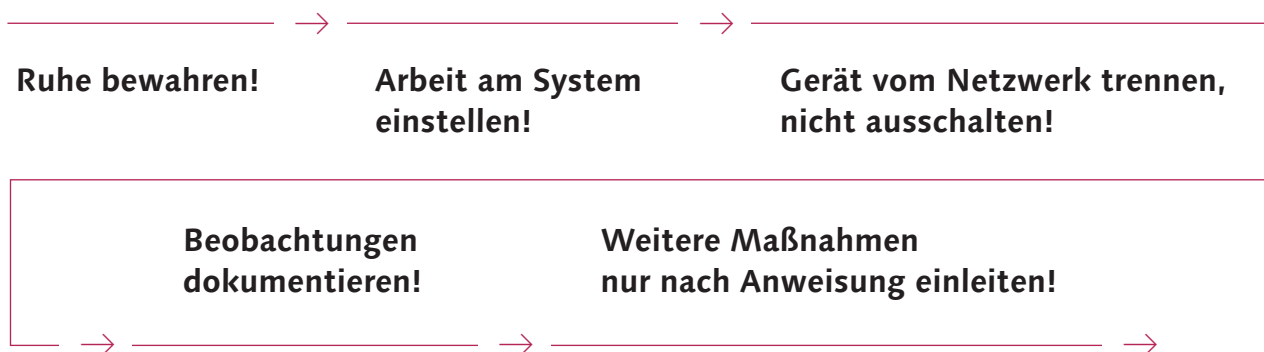 Ruhe bewahren!
Arbeit am System
einstellen!
Gerät vom Netzwerk trennen,
nicht ausschalten!
Beobachtungen
dokumentieren!
Weitere Maßnahmen
nur nach Anweisung einleiten!